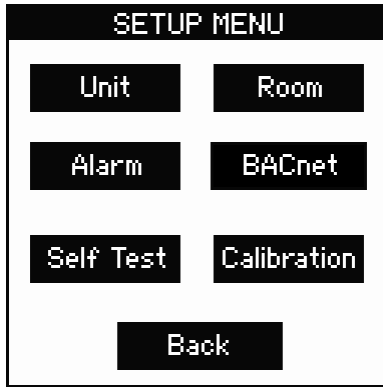 SETUP MENU
Unit Room
Alarm BACnet
Self Test Calibration
Back